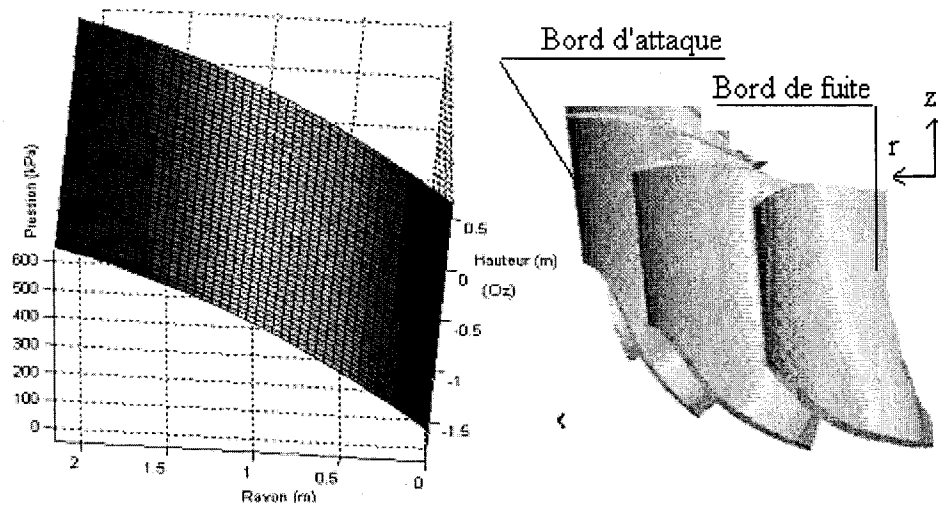 Bord d'attaque
Bord de fuite
z
r
Pression (kPa)
600
500
400
300
200
100
0
2
1.5
1
0.5
0
Rayon (m)
0.5
0
-0.5
-1
-1.5
Hauteur (m)
(Oz)